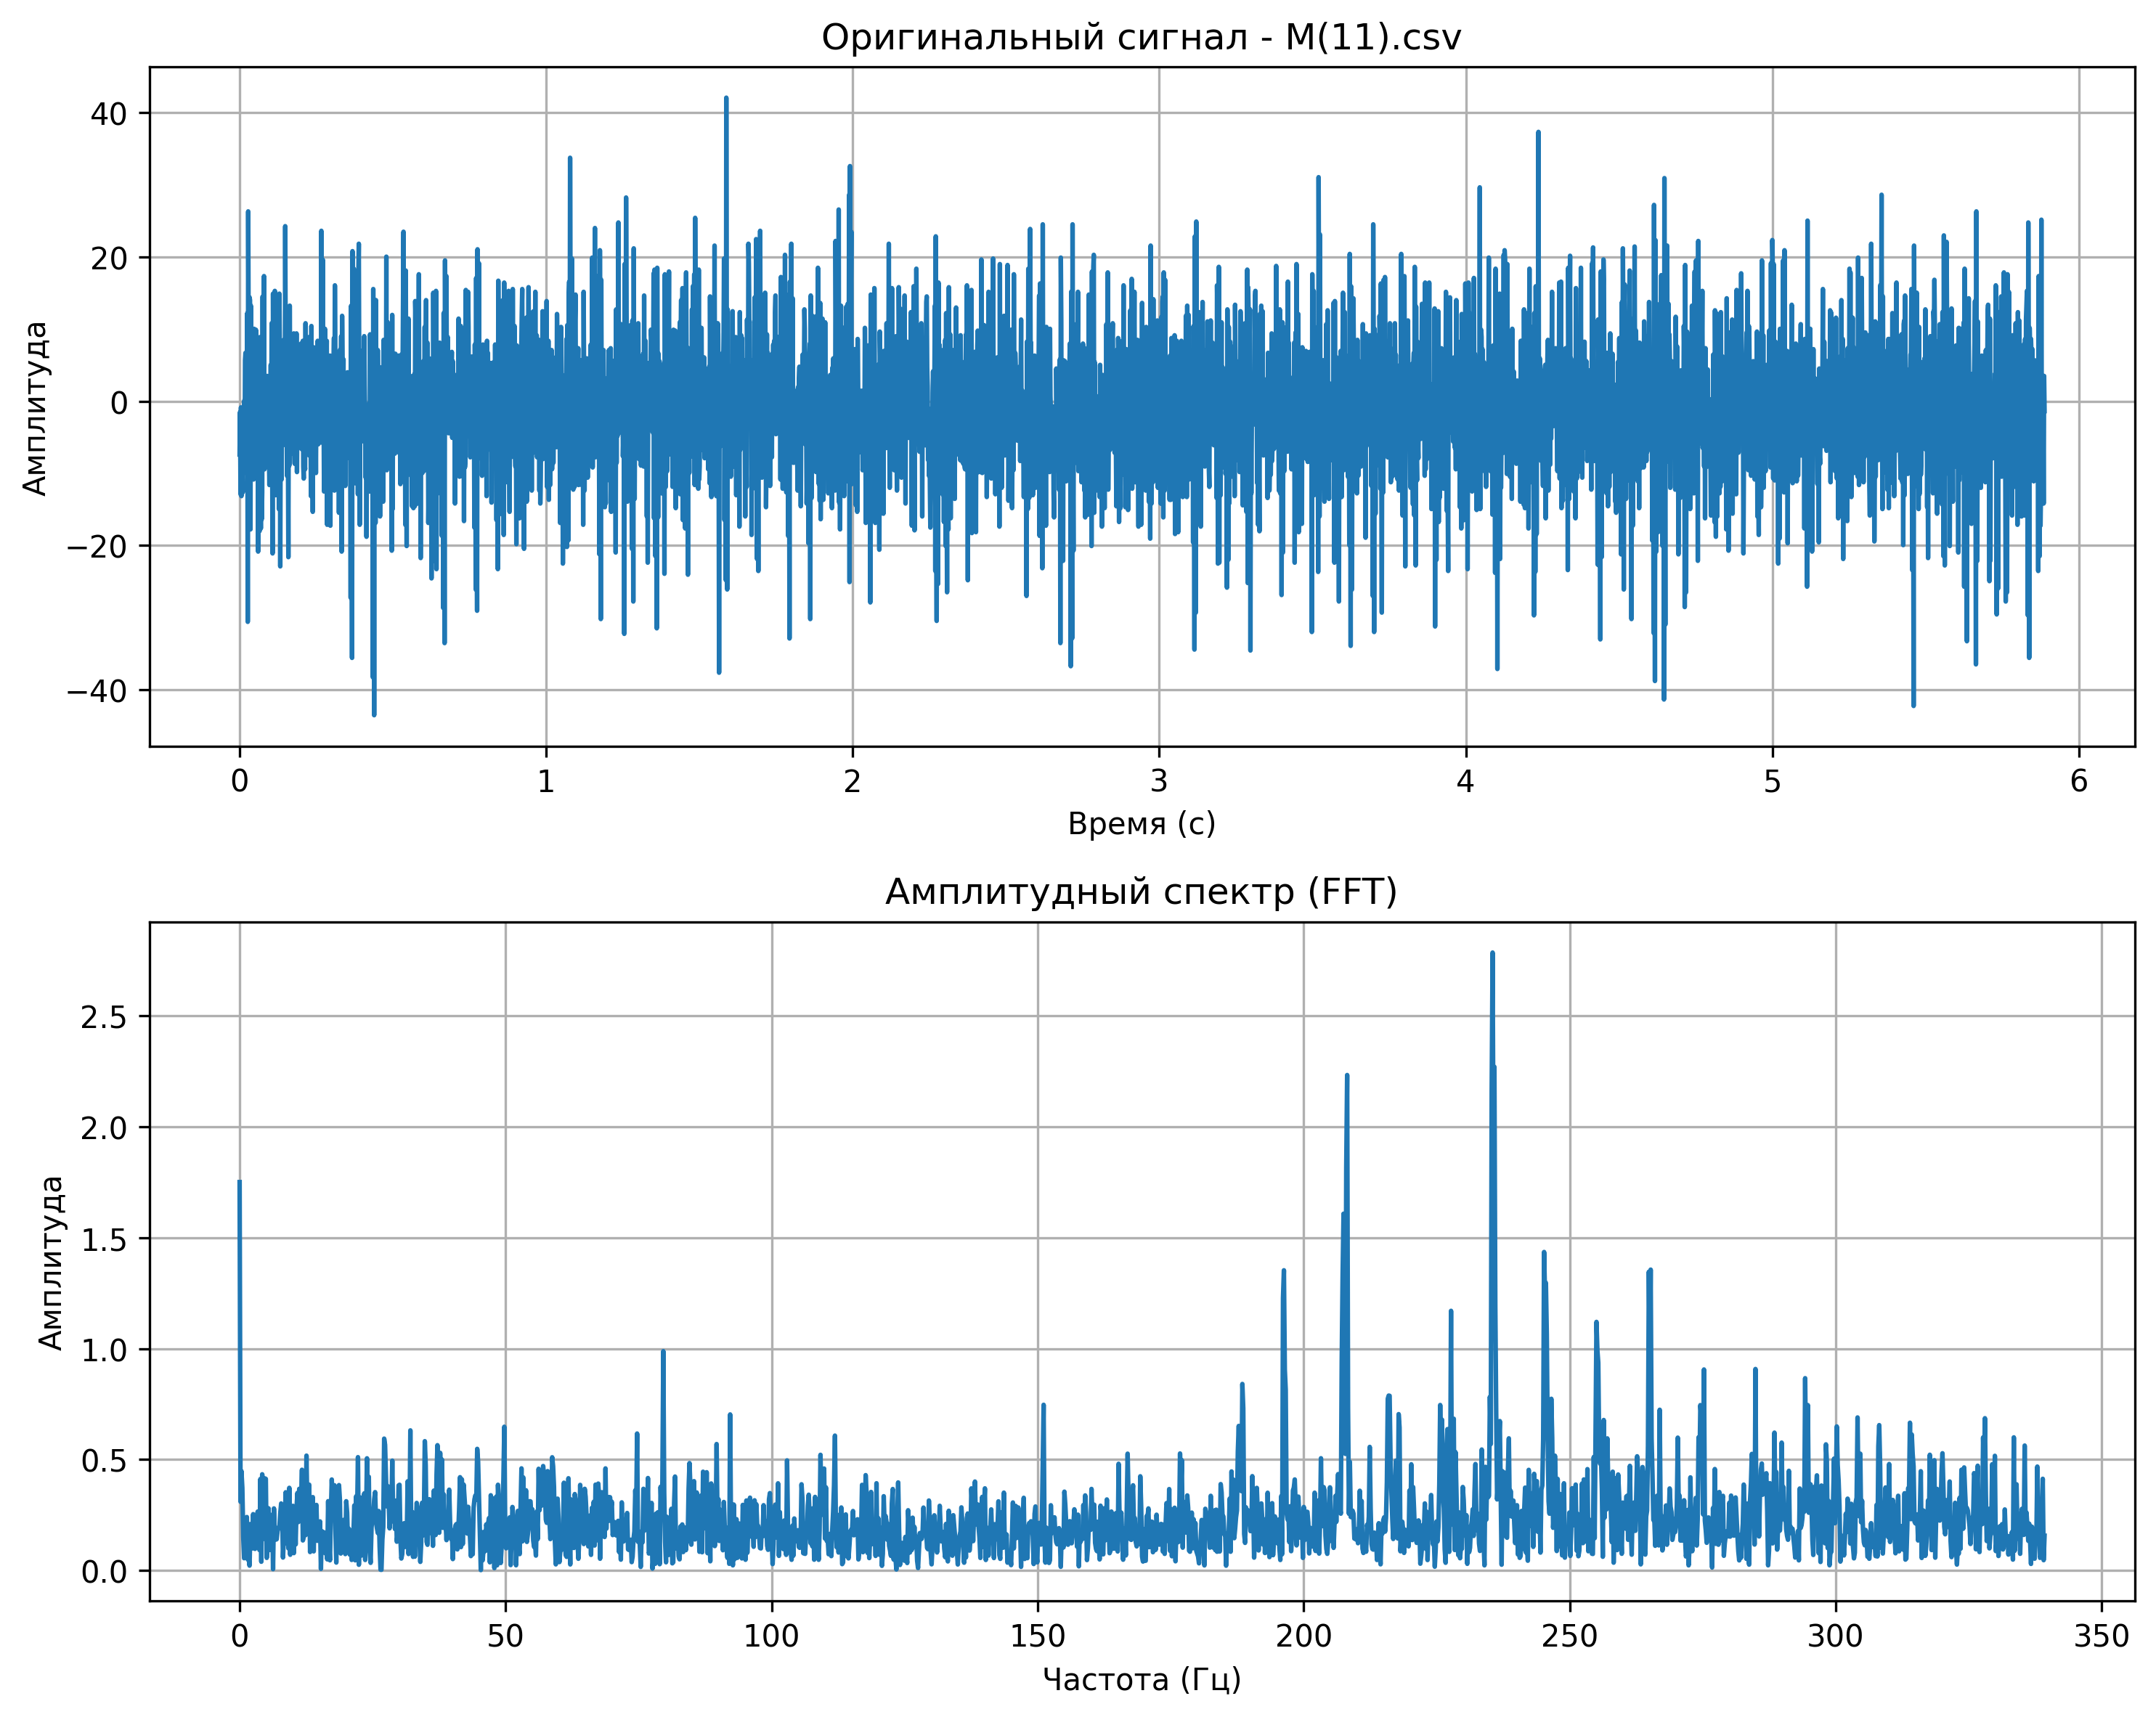 Оригинальный сигнал - M(11).csv
40
20
0
−20
−40
Амплитуда
0 1 2 3 4 5 6
Время (с)
Амплитудный спектр (FFT)
2.5
2.0
1.5
1.0
0.5
0.0
Амплитуда
0 50 100 150 200 250 300 350
Частота (Гц)